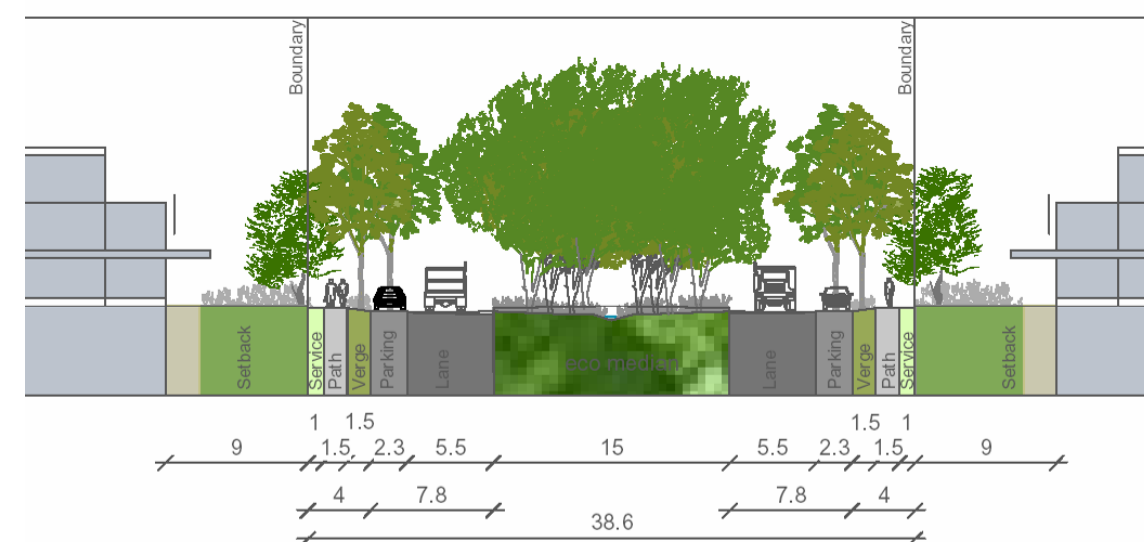 Boundary
Boundary
Setback
Service
Path
Verge
Parking
Lane
eco median
Lane
Parking
Verge
Path
Service
Setback
1 1.5 1.5 1
9 1.5 2.3 5.5 15 5.5 2.3 1.5 9
4 7.8 7.8 4
38.6